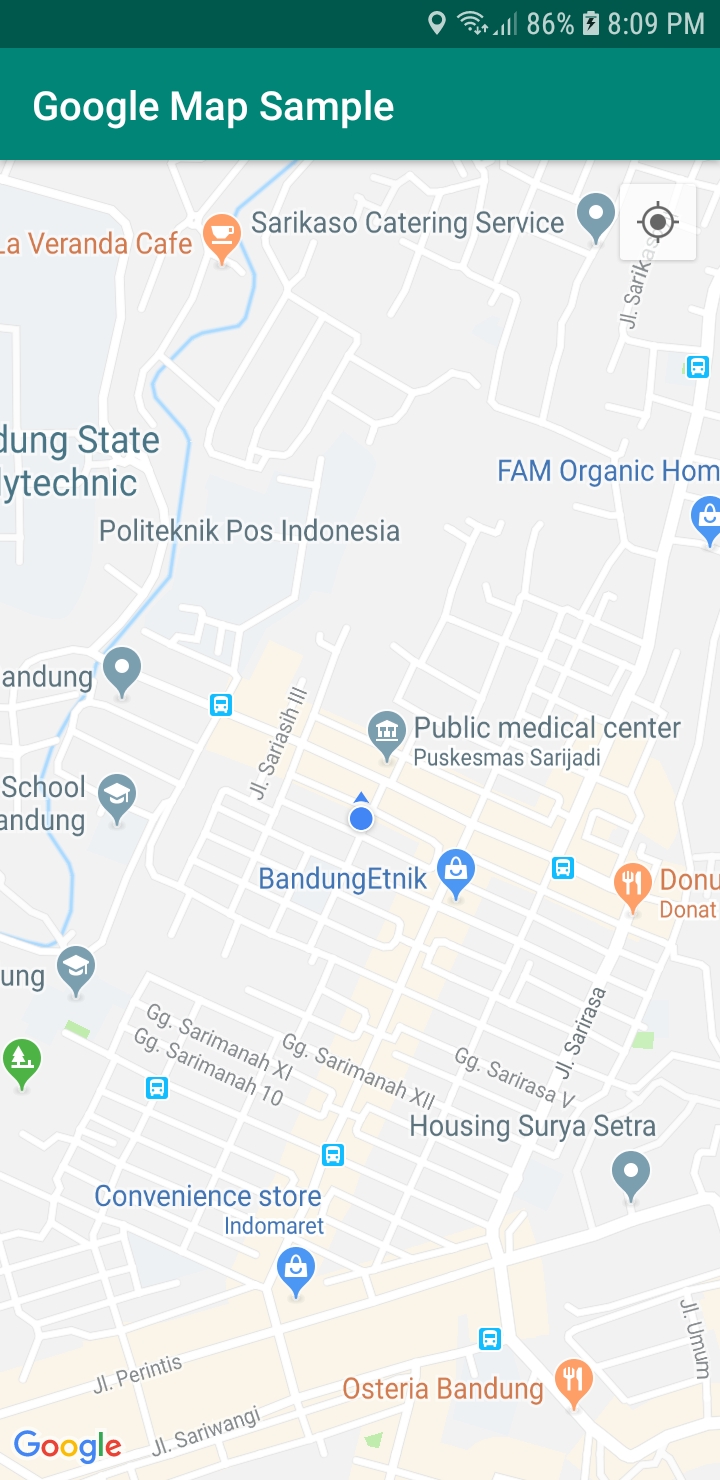 86% 8:09 PM
Google Map Sample
Sarikaso Catering Service
La Veranda Cafe
Jl. Sarikaso
dung State
lytechnic
FAM Organic Hom
Politeknik Pos Indonesia
andung
Jl. Sariasih III
Public medical center
Puskesmas Sarijadi
School
andung
BandungEtnik
Donu
Donat
ung
Jl. Sarirasa
Gg. Sarimanah XI
Gg. Sarimanah 10
Gg. Sarimanah XII
Gg. Sarirasa V
Housing Surya Setra
Convenience store
Indomaret
Jl. Umum
Jl. Perintis
Osteria Bandung
Jl. Sariwangi
Google